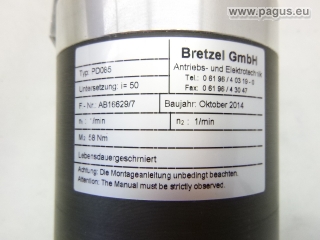 © www.pagus.eu
Bretzel GmbH
Antriebs- und Elektrotechnik
Tel.: 0 61 96 / 4 03 19 - 0
Fax: 0 61 96 / 4 30 47
Typ: PD065
Untersetzung: i= 50
F - Nr.: AB16629/7
Baujahr: Oktober 2014
n₁ : 1/min
n₂ : 1/min
M₂: 58 Nm
Lebensdauergeschmiert
Achtung: Die Montageanleitung unbedingt beachten.
Attention: The Manual must be strictly observed.